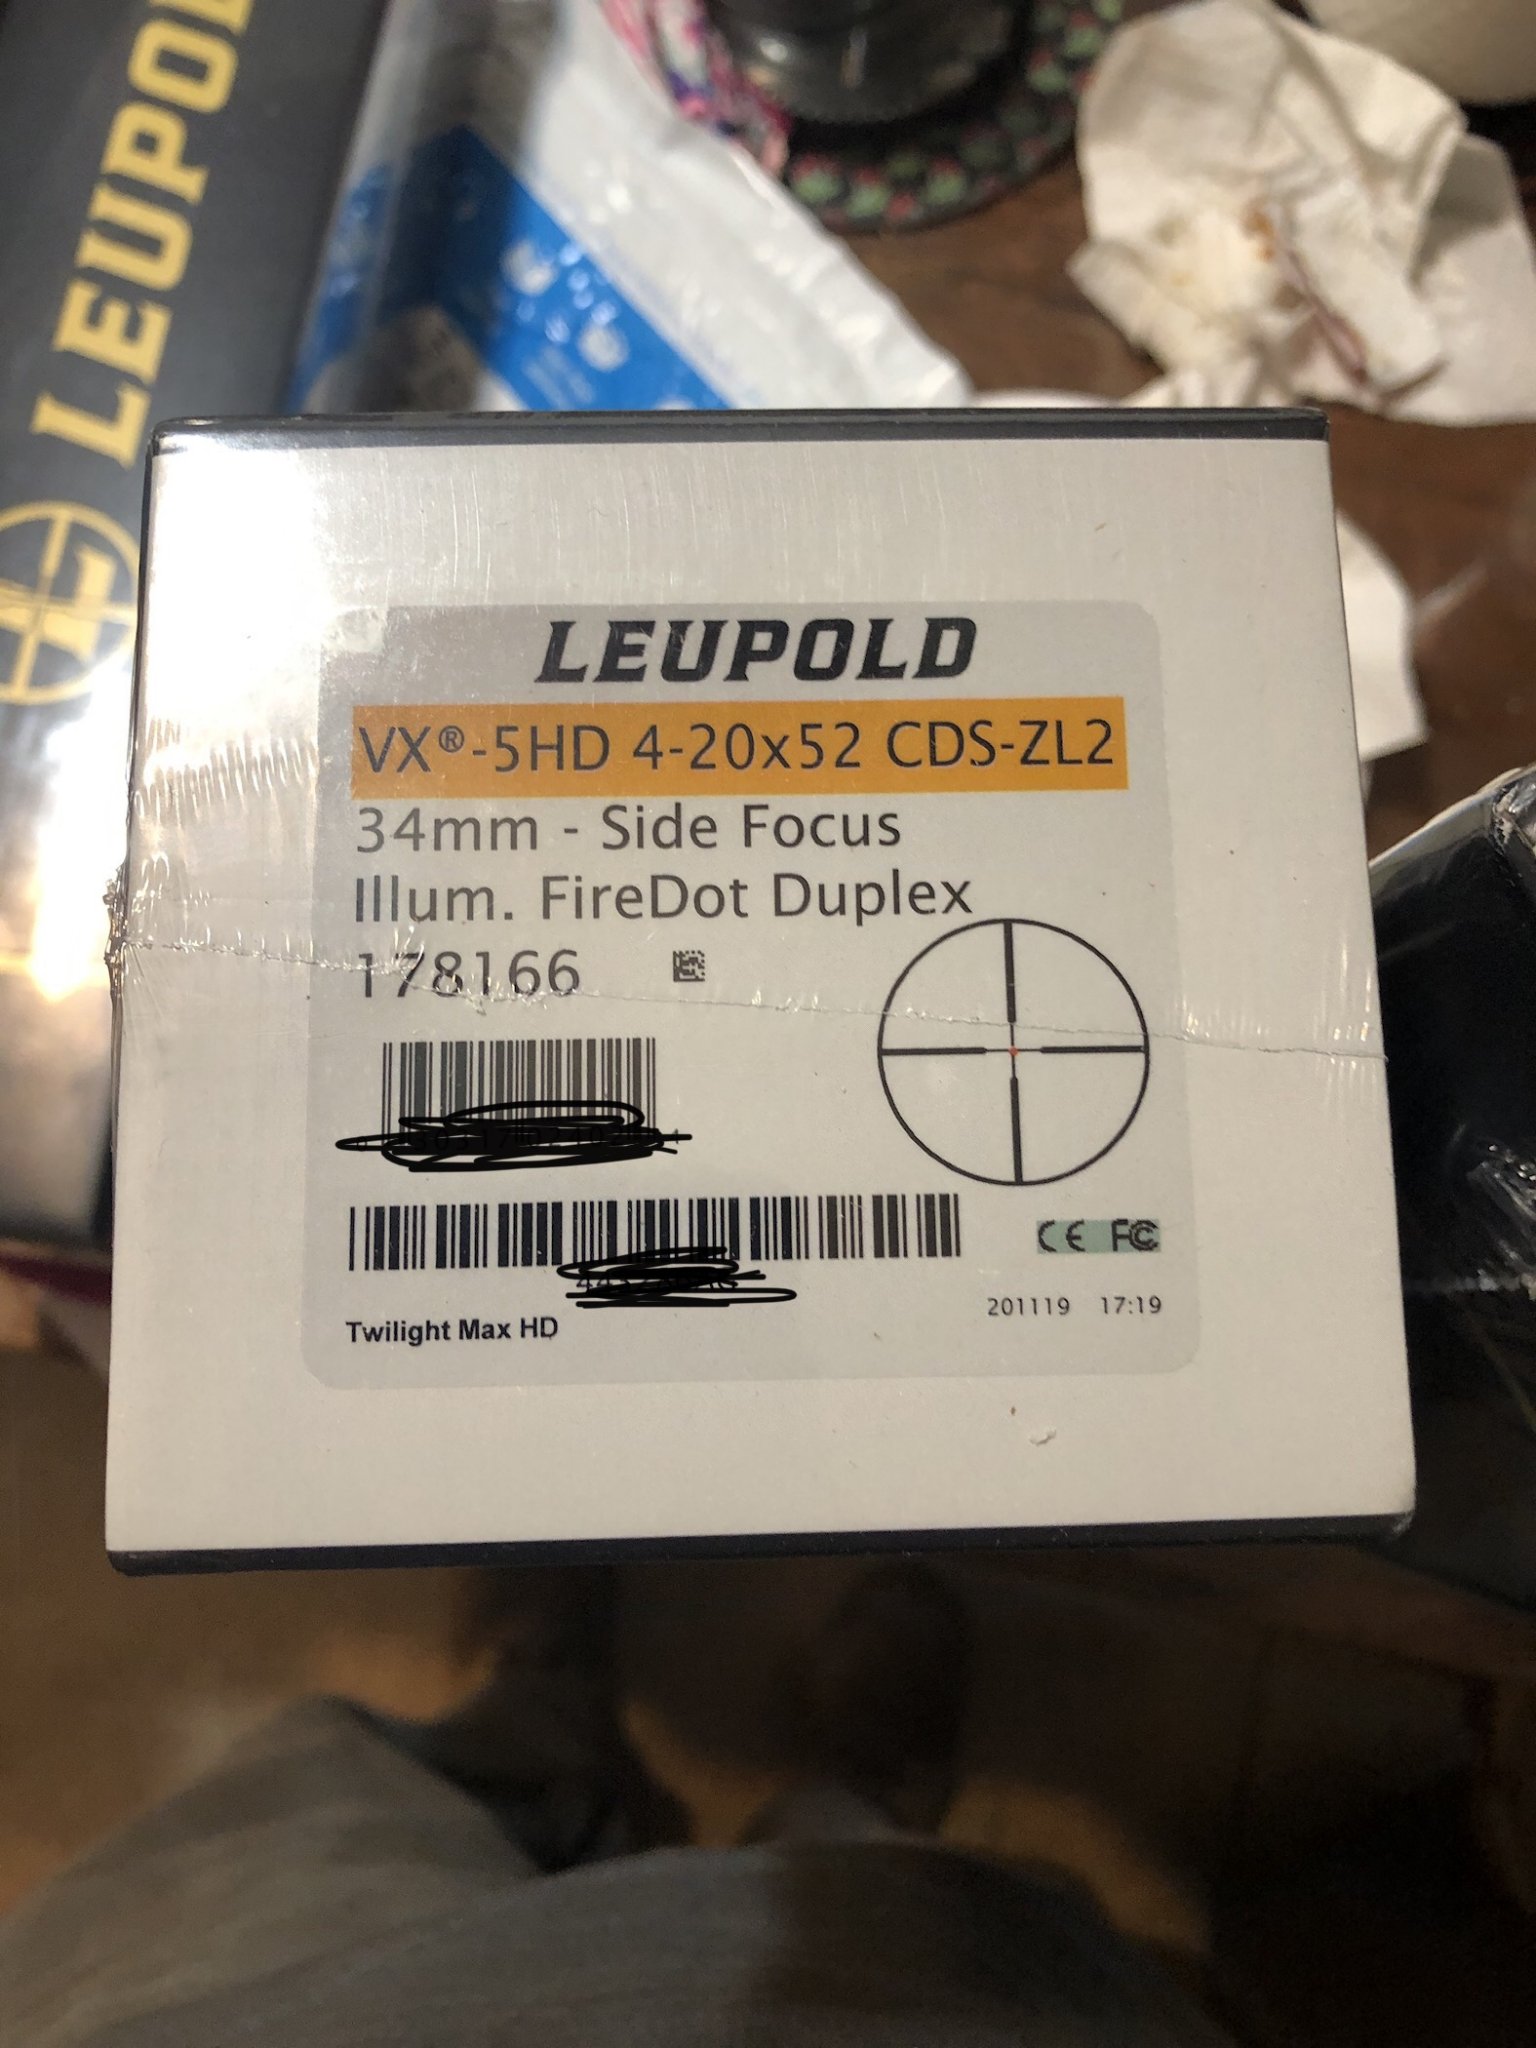 LEUPOL
LEUPOLD
VX®-5HD 4-20x52 CDS-ZL2
34mm - Side Focus
Illum. FireDot Duplex
178166
CE FC
201119 17:19
Twilight Max HD